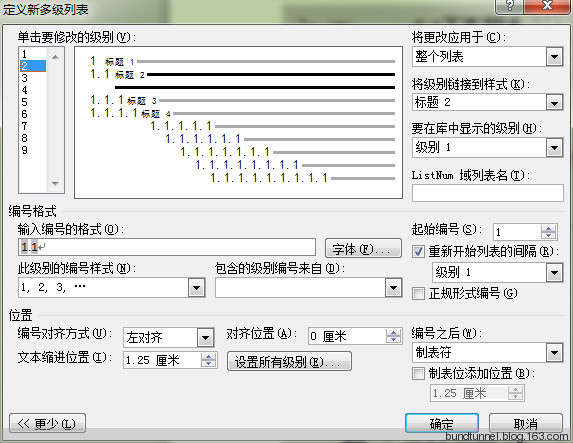 定义新多级列表
单击要修改的级别(V):
将更改应用于(C):
1
2
3
4
5
6
7
8
9
1 标题 1
1.1 标题 2
1.1.1 标题 3
1.1.1.1 标题 4
1.1.1.1.1
1.1.1.1.1.1
1.1.1.1.1.1.1
1.1.1.1.1.1.1.1
1.1.1.1.1.1.1.1.1
整个列表
将级别链接到样式(K):
标题 2
要在库中显示的级别(H):
级别 1
ListNum 域列表名(T):
编号格式
输入编号的格式(O):
1.1
字体(F)...
起始编号(S): 1
重新开始列表的间隔(R):
级别 1
此级别的编号样式(N):
包含的级别编号来自(D):
1, 2, 3, …
正规形式编号(G)
位置
编号对齐方式(U): 左对齐
对齐位置(A): 0 厘米
编号之后(W):
制表符
文本缩进位置(I): 1.25 厘米
设置所有级别(E)...
制表位添加位置(B):
1.25 厘米
<< 更少(L)
确定
取消
bundtunnel.blog.163.com